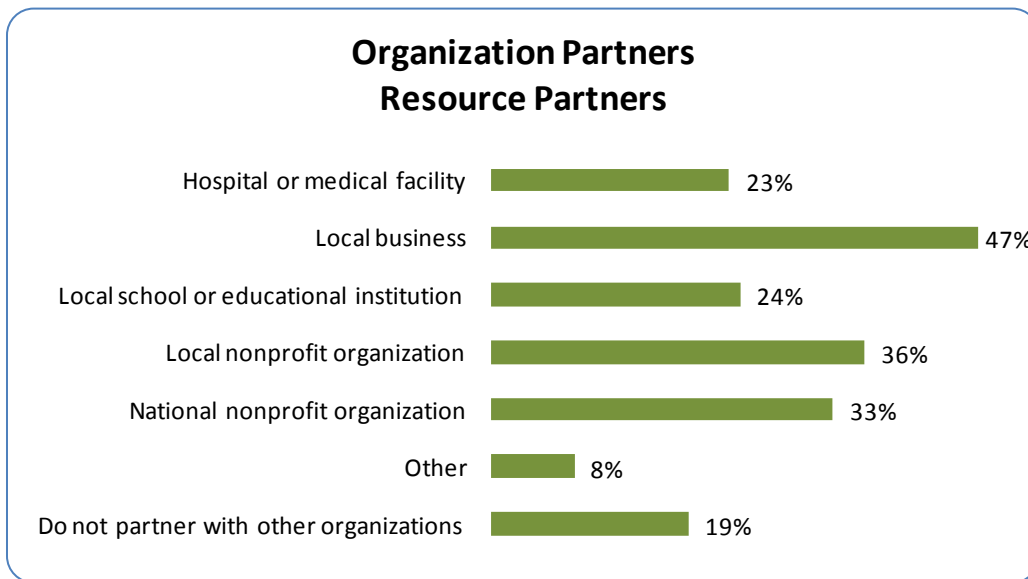 Organization Partners
Resource Partners
Hospital or medical facility 23%
Local business 47%
Local school or educational institution 24%
Local nonprofit organization 36%
National nonprofit organization 33%
Other 8%
Do not partner with other organizations 19%